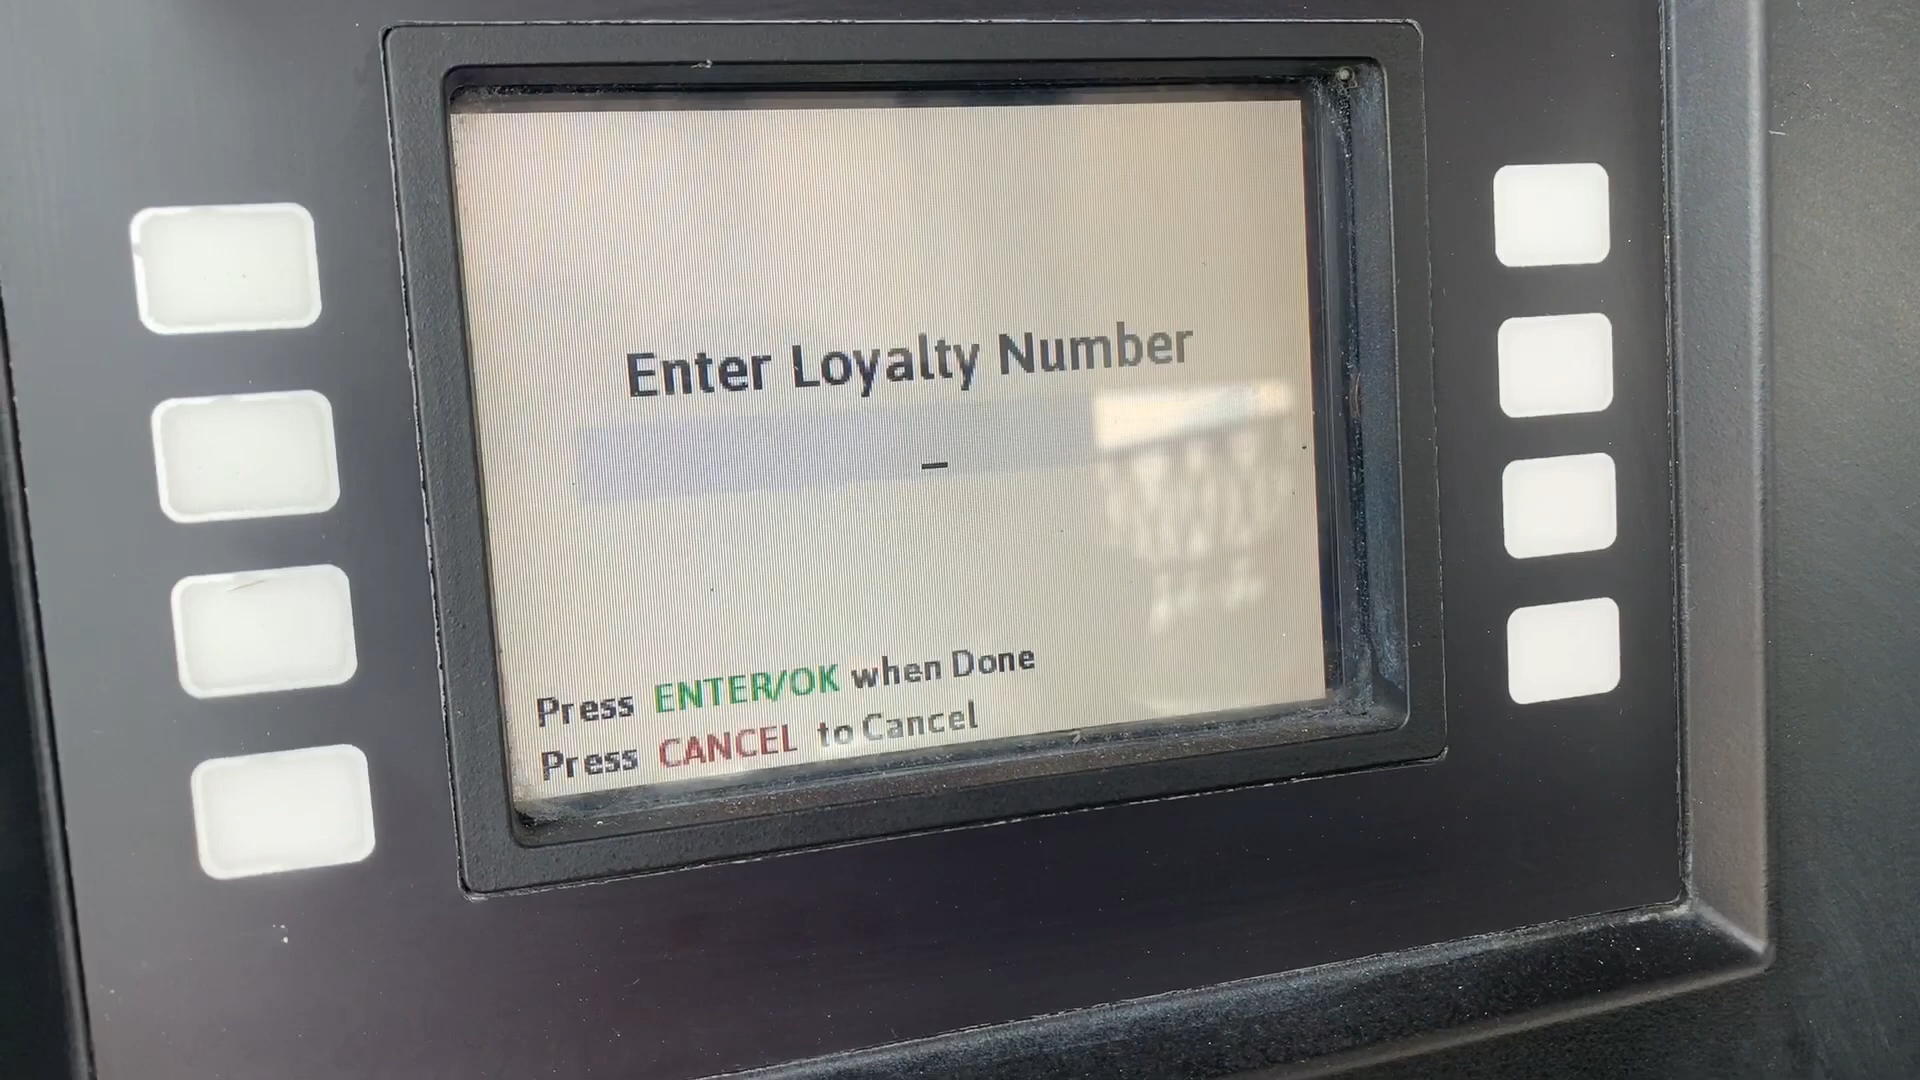 Enter Loyalty Number
_
Press ENTER/OK when Done
Press CANCEL to Cancel